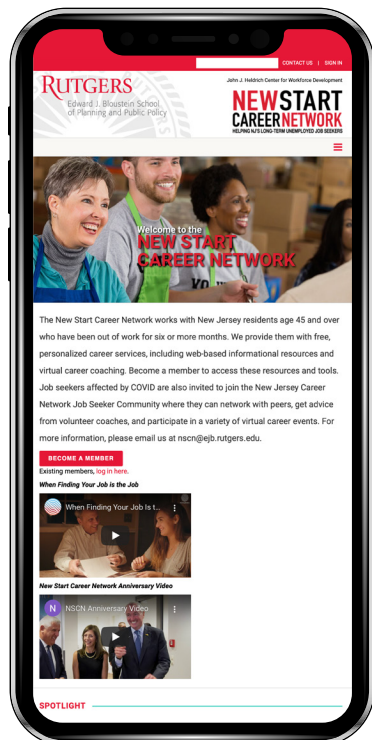 CONTACT US | SIGN IN
John J. Heldrich Center for Workforce Development
RUTGERS
Edward J. Bloustein School
of Planning and Public Policy
NEWSTART
CAREERNETWORK
HELPING NJ'S LONG-TERM UNEMPLOYED JOB SEEKERS
Welcome to the
NEW START
CAREER NETWORK
The New Start Career Network works with New Jersey residents age 45 and over
who have been out of work for six or more months. We provide them with free,
personalized career services, including web-based informational resources and
virtual career coaching. Become a member to access these resources and tools.
Job seekers affected by COVID are also invited to join the New Jersey Career
Network Job Seeker Community where they can network with peers, get advice
from volunteer coaches, and participate in a variety of virtual career events. For
more information, please email us at nscn@ejb.rutgers.edu.
BECOME A MEMBER
Existing members, log in here.
When Finding Your Job is the Job
When Finding Your Job Is t...
New Start Career Network Anniversary Video
N NSCN Anniversary Video
SPOTLIGHT